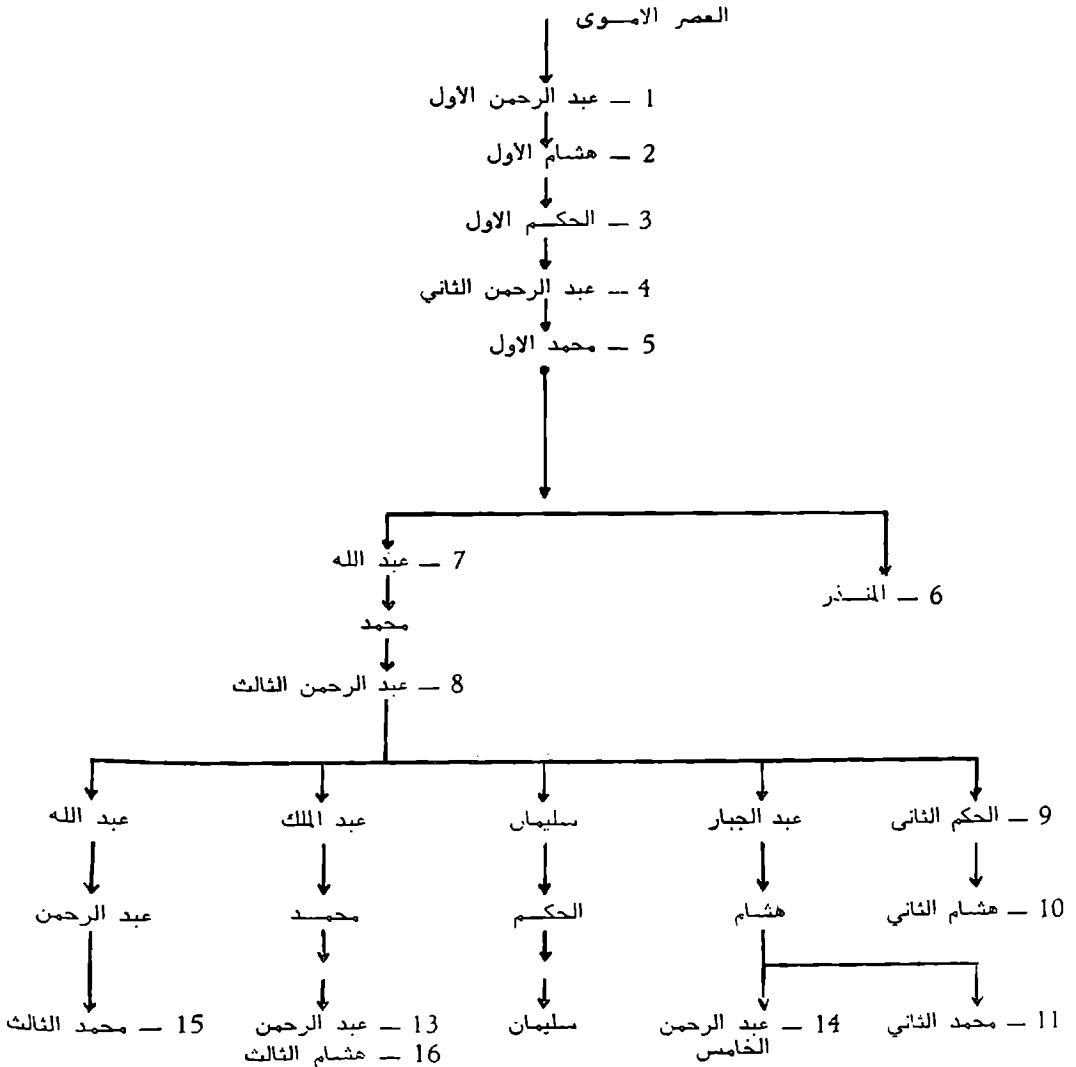 العصر الاموى
1 — عبد الرحمن الأول
2 — هشام الأول
3 — الحكم الاول
4 — عبد الرحمن الثاني
5 — محمد الاول
6 — المنذر
7 — عبد الله
محمد
8 — عبد الرحمن الثالث
9 — الحكم الثانى
عبد الجبار
سليمان
عبد الملك
عبد الله
10 — هشام الثاني
هشام
الحكم
محمد
عبد الرحمن
11 — محمد الثاني
14 — عبد الرحمن
الخامس
سليمان
13 — عبد الرحمن
16 — هشام الثالث
15 — محمد الثالث